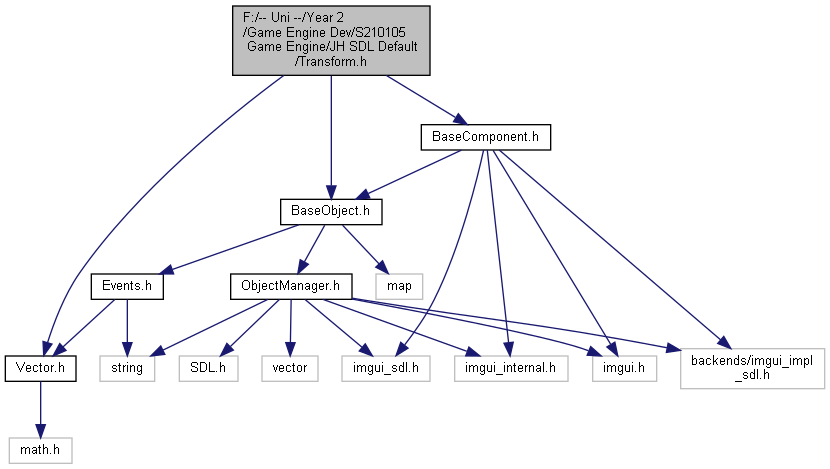 F:/-- Uni --/Year 2
/Game Engine Dev/S210105
Game Engine/JH SDL Default
/Transform.h
BaseComponent.h
BaseObject.h
Events.h
ObjectManager.h
map
Vector.h
string
SDL.h
vector
imgui_sdl.h
imgui_internal.h
imgui.h
backends/imgui_impl
_sdl.h
math.h